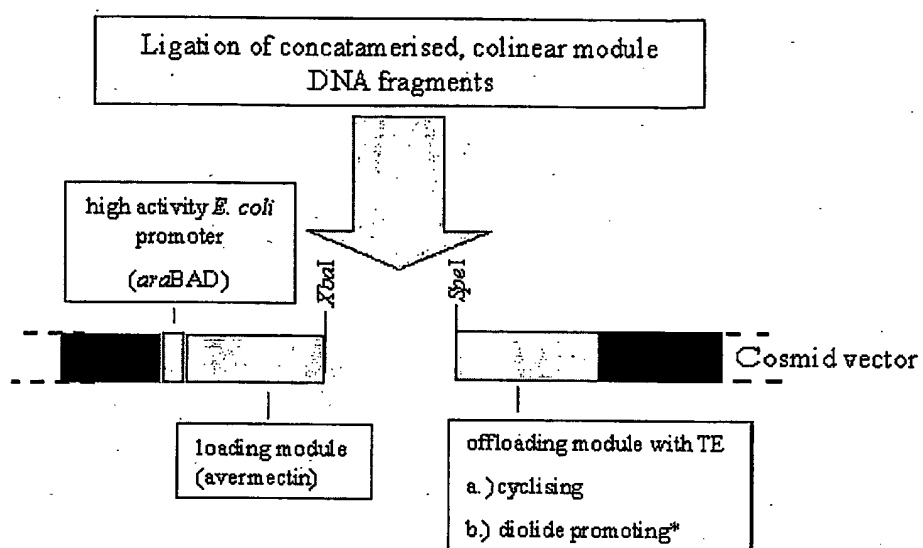 Ligation of concatamerised, colinear module
DNA fragments
high activity E. coli
promoter
(araBAD)
XbaI
SpeI
Cosmid vector
loading module
(avermectin)
offloading module with TE
a.) cyclising
b.) diolide promoting*